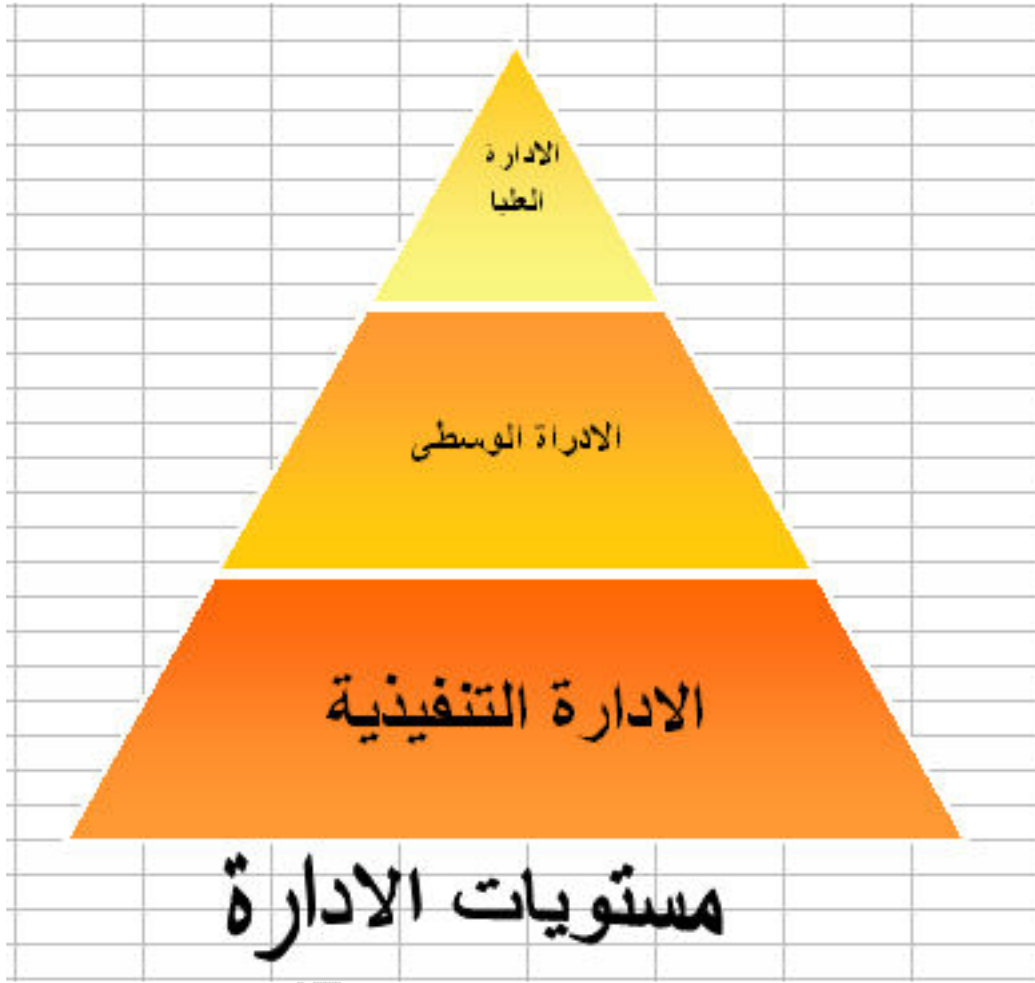 الادارة
العليا
الادراة الوسطى
الادارة التنفيذية
مستويات الادارة